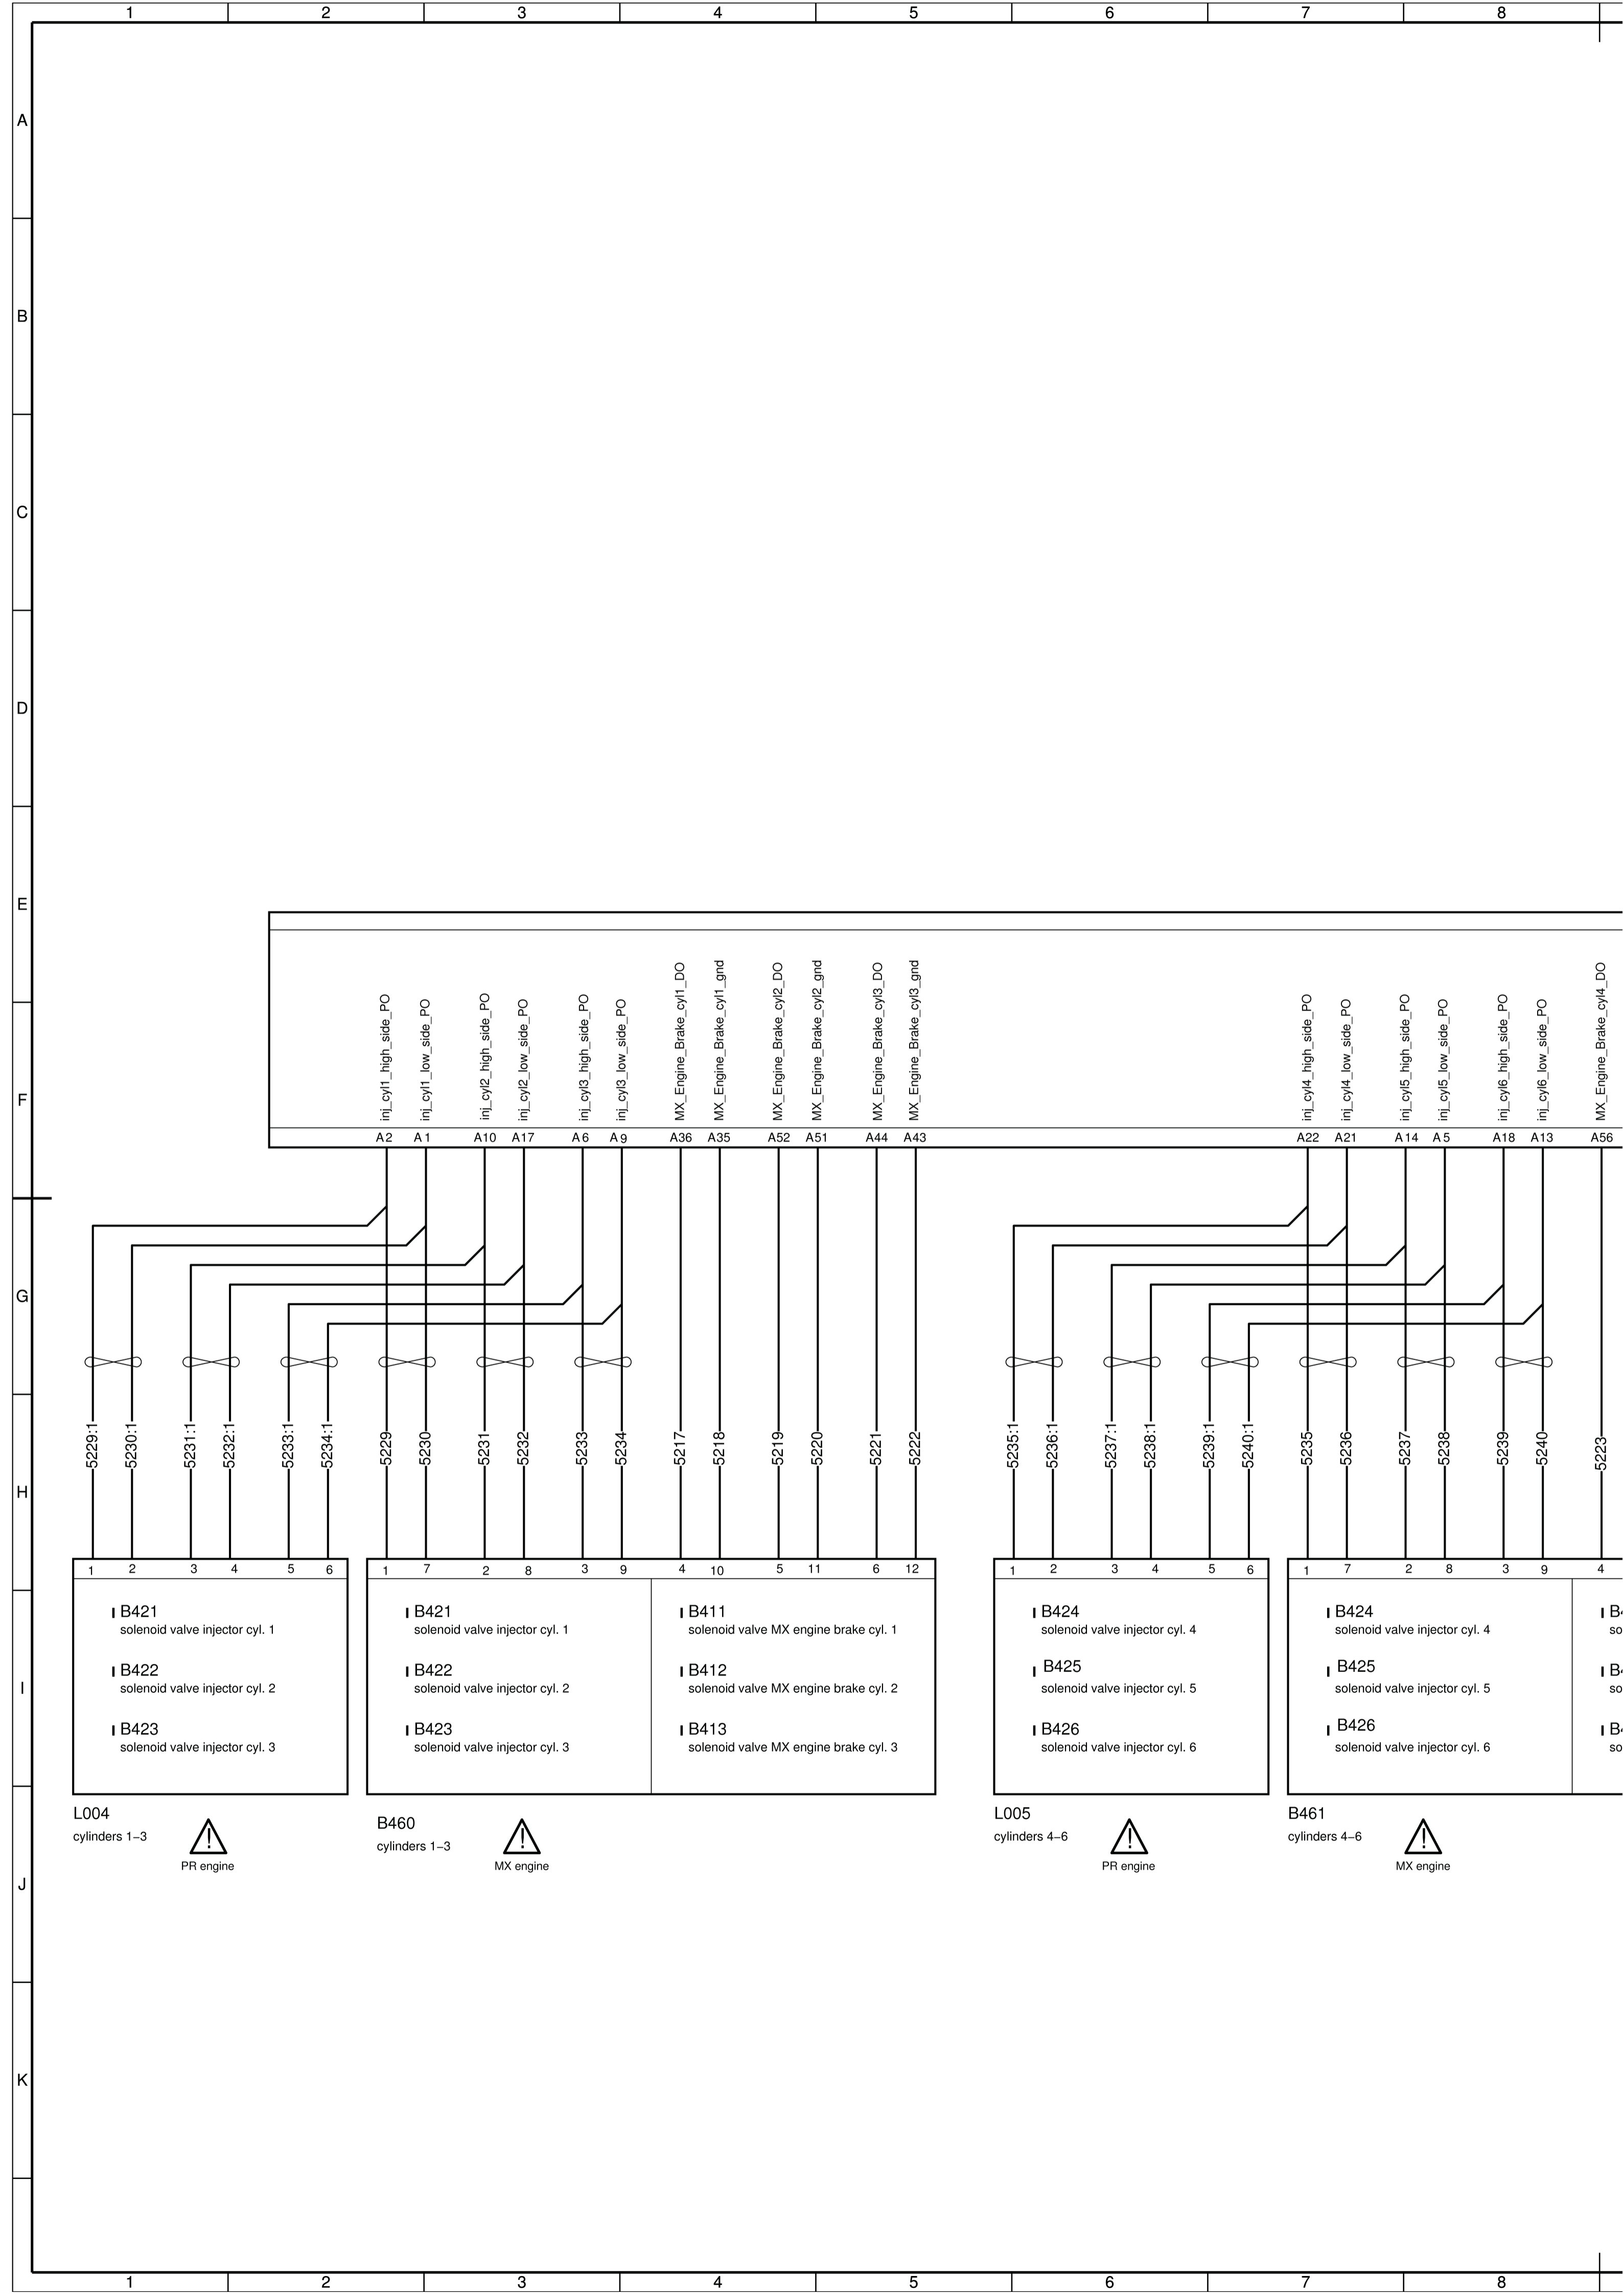 1 2 3 4 5 6 7 8
A
B
C
D
E
inj_cyl1_high_side_PO
inj_cyl1_low_side_PO
inj_cyl2_high_side_PO
inj_cyl2_low_side_PO
inj_cyl3_high_side_PO
inj_cyl3_low_side_PO
MX_Engine_Brake_cyl1_DO
MX_Engine_Brake_cyl1_gnd
MX_Engine_Brake_cyl2_DO
MX_Engine_Brake_cyl2_gnd
MX_Engine_Brake_cyl3_DO
MX_Engine_Brake_cyl3_gnd
inj_cyl4_high_side_PO
inj_cyl4_low_side_PO
inj_cyl5_high_side_PO
inj_cyl5_low_side_PO
inj_cyl6_high_side_PO
inj_cyl6_low_side_PO
MX_Engine_Brake_cyl4_DO
F
A2 A1 A10 A17 A6 A9 A36 A35 A52 A51 A44 A43 A22 A21 A14 A5 A18 A13 A56
G
5229:1
5230:1
5231:1
5232:1
5233:1
5234:1
5229
5230
5231
5232
5233
5234
5217
5218
5219
5220
5221
5222
5235:1
5236:1
5237:1
5238:1
5239:1
5240:1
5235
5236
5237
5238
5239
5240
5223
H
1 2 3 4 5 6 1 7 2 8 3 9 4 10 5 11 6 12 1 2 3 4 5 6 1 7 2 8 3 9 4
B421
solenoid valve injector cyl. 1
B422
solenoid valve injector cyl. 2
B423
solenoid valve injector cyl. 3
B421
solenoid valve injector cyl. 1
B422
solenoid valve injector cyl. 2
B423
solenoid valve injector cyl. 3
B411
solenoid valve MX engine brake cyl. 1
B412
solenoid valve MX engine brake cyl. 2
B413
solenoid valve MX engine brake cyl. 3
B424
solenoid valve injector cyl. 4
B425
solenoid valve injector cyl. 5
B426
solenoid valve injector cyl. 6
B424
solenoid valve injector cyl. 4
B425
solenoid valve injector cyl. 5
B426
solenoid valve injector cyl. 6
I
L004
cylinders 1–3
PR engine
B460
cylinders 1–3
MX engine
L005
cylinders 4–6
PR engine
B461
cylinders 4–6
MX engine
J
K
1 2 3 4 5 6 7 8